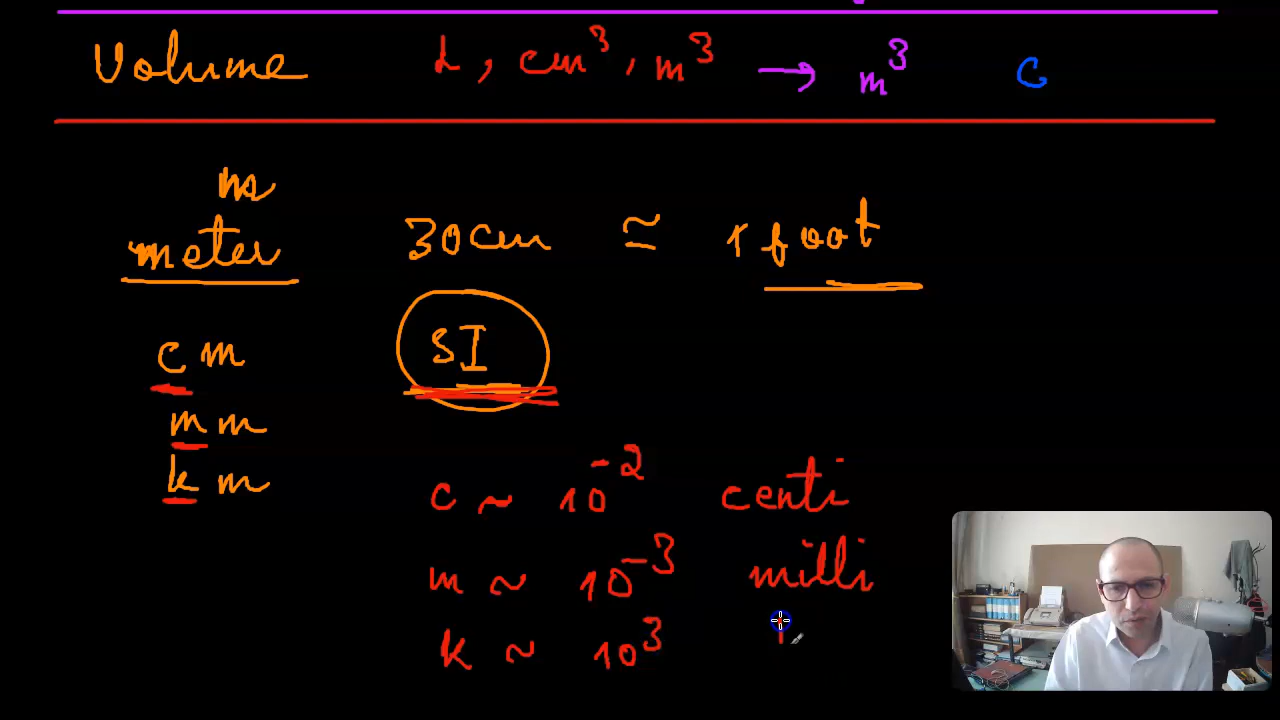 Volume L, cm³, m³ → m³ C
m
meter 30cm ≃ 1 foot
SI
cm
mm
km
c ~ 10⁻² centi
m ~ 10⁻³ milli
k ~ 10³